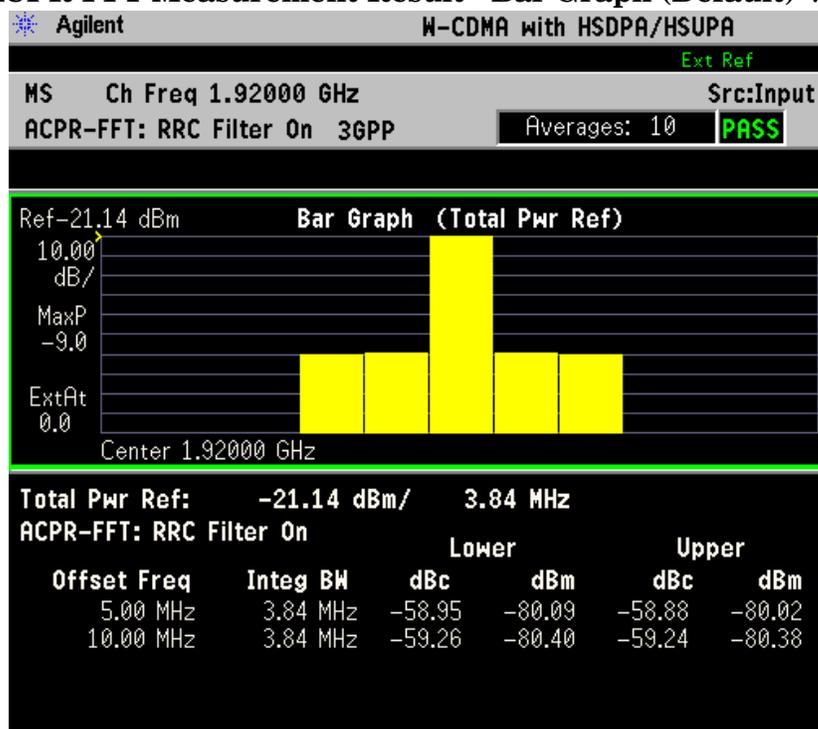 Agilent W-CDMA with HSDPA/HSUPA
Ext Ref
MS Ch Freq 1.92000 GHz Src:Input
ACPR-FFT: RRC Filter On 3GPP Averages: 10 PASS
Ref-21.14 dBm Bar Graph (Total Pwr Ref)
10.00
dB/
MaxP
-9.0
ExtAt
0.0
Center 1.92000 GHz
Total Pwr Ref: -21.14 dBm/ 3.84 MHz
ACPR-FFT: RRC Filter On
Lower Upper
Offset Freq Integ BW dBc dBm dBc dBm
5.00 MHz 3.84 MHz -58.95 -80.09 -58.88 -80.02
10.00 MHz 3.84 MHz -59.26 -80.40 -59.24 -80.38